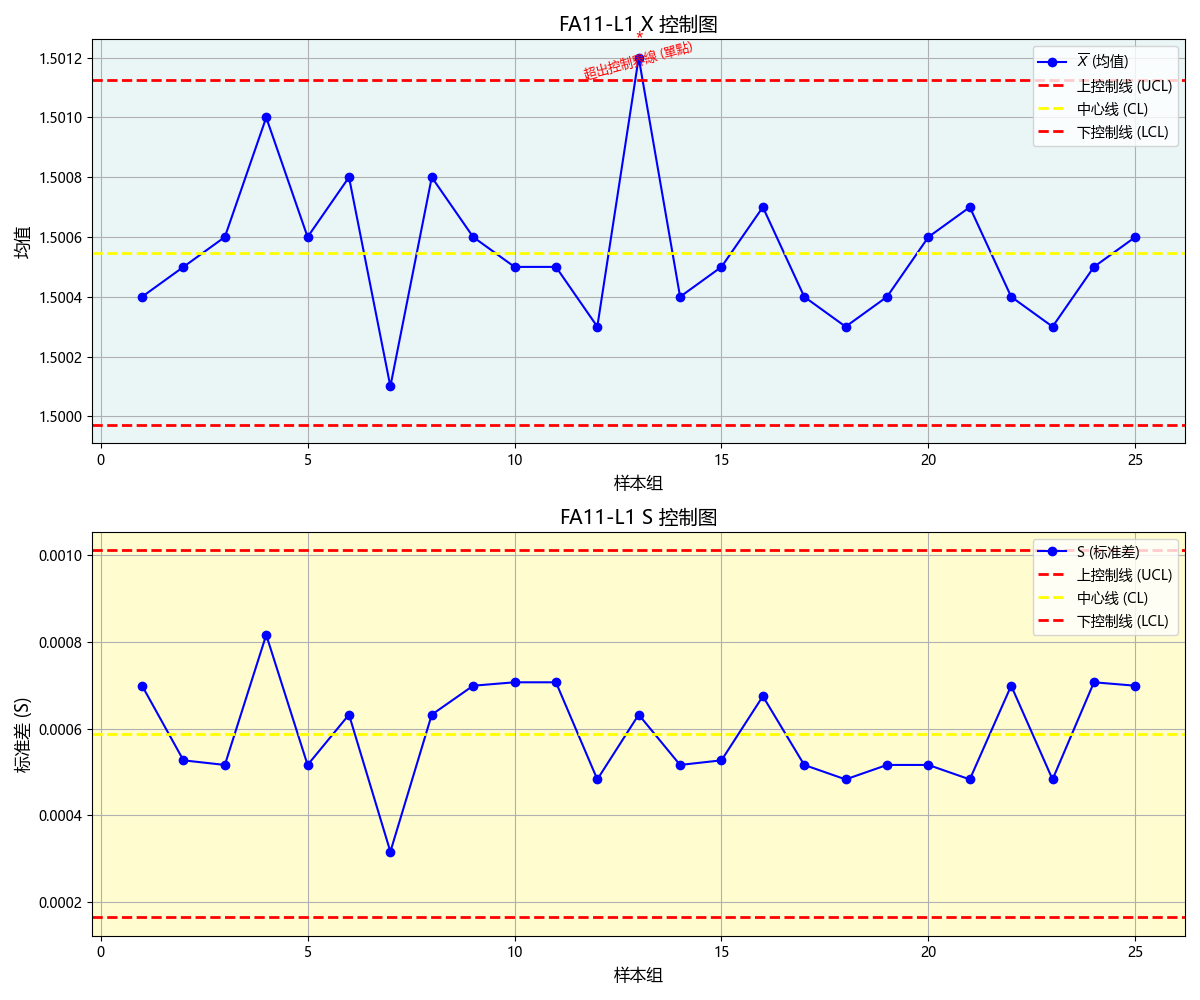 FA11-L1 X 控制图
*
超出控制界線 (單點)
1.5012
1.5010
1.5008
1.5006
1.5004
1.5002
1.5000
均值
X (均值)
上控制线 (UCL)
中心线 (CL)
下控制线 (LCL)
0 5 10 15 20 25
样本组
FA11-L1 S 控制图
0.0010
0.0008
0.0006
0.0004
0.0002
标准差 (S)
S (标准差)
上控制线 (UCL)
中心线 (CL)
下控制线 (LCL)
0 5 10 15 20 25
样本组